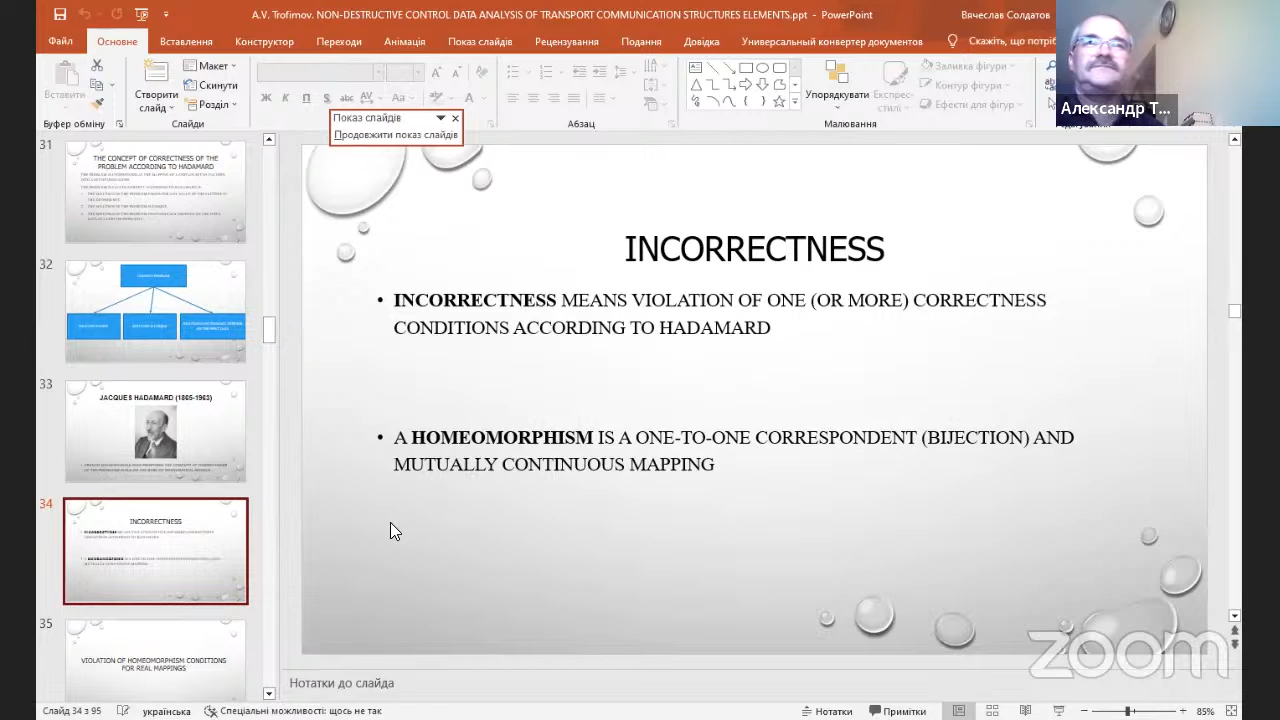 A.V. Trofimov. NON-DESTRUCTIVE CONTROL DATA ANALYSIS OF TRANSPORT COMMUNICATION STRUCTURES ELEMENTS.ppt - PowerPoint
Вячеслав Солдатов
Файл Основне Вставлення Конструктор Переходи Анімація Показ слайдів Рецензування Подання Довідка Универсальный конвертер документов Скажіть, що потріб
Александр Т...
Вставити
Створити слайд
Макет
Скинути
Розділ
Ж К П S abc AV Aa A
Упорядкувати
Експрес-стилі
Заливка фігури
Контур фігури
Ефекти для фігур
Буфер обміну Слайди Абзац Малювання
Показ слайдів
Продовжити показ слайдів
31
THE CONCEPT OF CORRECTNESS OF THE
PROBLEM ACCORDING TO HADAMARD
32
33
JACQUES HADAMARD (1865-1963)
34
INCORRECTNESS
35
VIOLATION OF HOMEOMORPHISM CONDITIONS
FOR REAL MAPPINGS
INCORRECTNESS
• INCORRECTNESS MEANS VIOLATION OF ONE (OR MORE) CORRECTNESS
CONDITIONS ACCORDING TO HADAMARD
• A HOMEOMORPHISM IS A ONE-TO-ONE CORRESPONDENT (BIJECTION) AND
MUTUALLY CONTINUOUS MAPPING
zoom
Нотатки до слайда
Слайд 34 з 95 українська Спеціальні можливості: щось не так Нотатки Примітки 85%